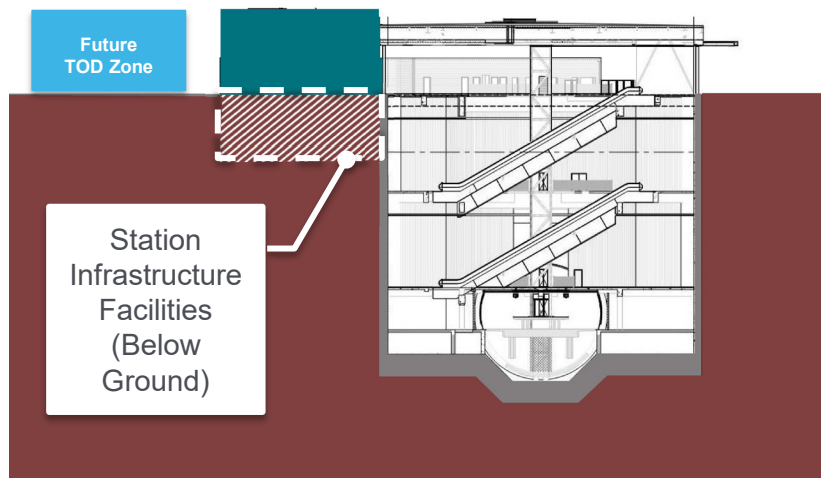 Future
TOD Zone
Station
Infrastructure
Facilities
(Below
Ground)